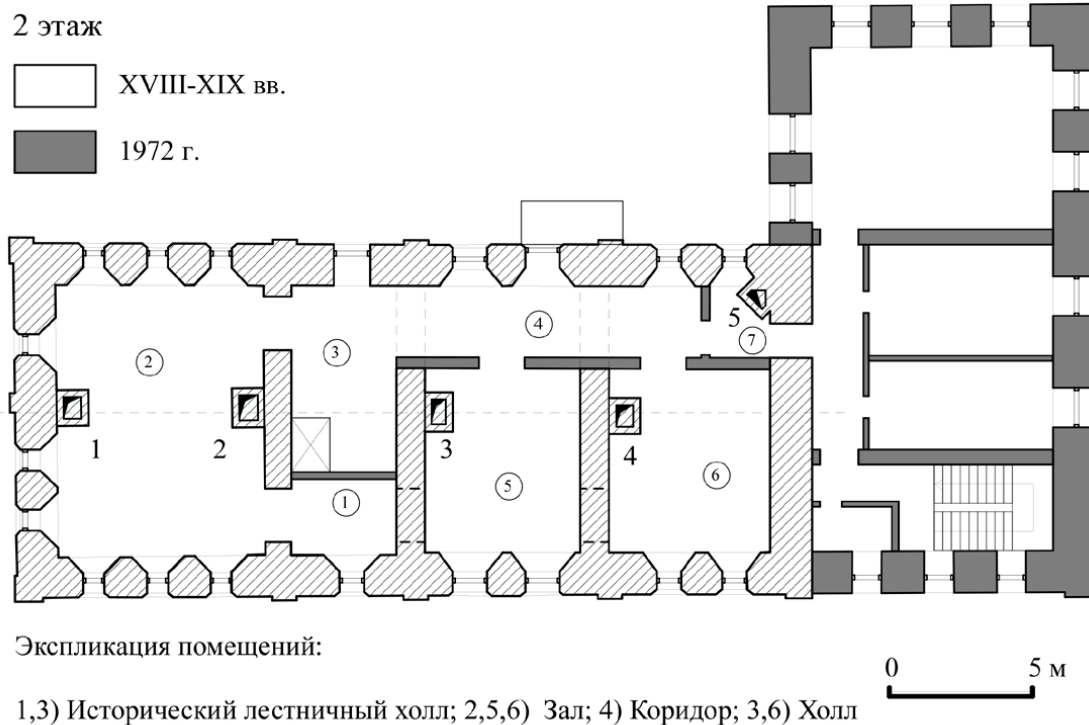 2 этаж
XVIII-XIX вв.
1972 г.
4
5
7
2
3
1
2
3
4
6
5
1
Экспликация помещений:
0 5 м
1,3) Исторический лестничный холл; 2,5,6) Зал; 4) Коридор; 3,6) Холл